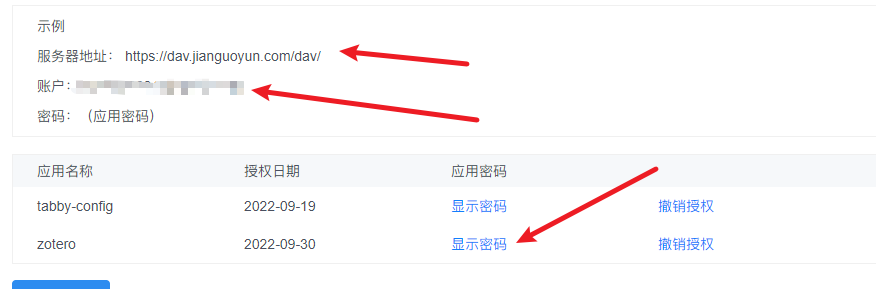 示例
服务器地址： https://dav.jianguoyun.com/dav/
账户：
密码：（应用密码）
应用名称 授权日期 应用密码
tabby-config 2022-09-19 显示密码 撤销授权
zotero 2022-09-30 显示密码 撤销授权